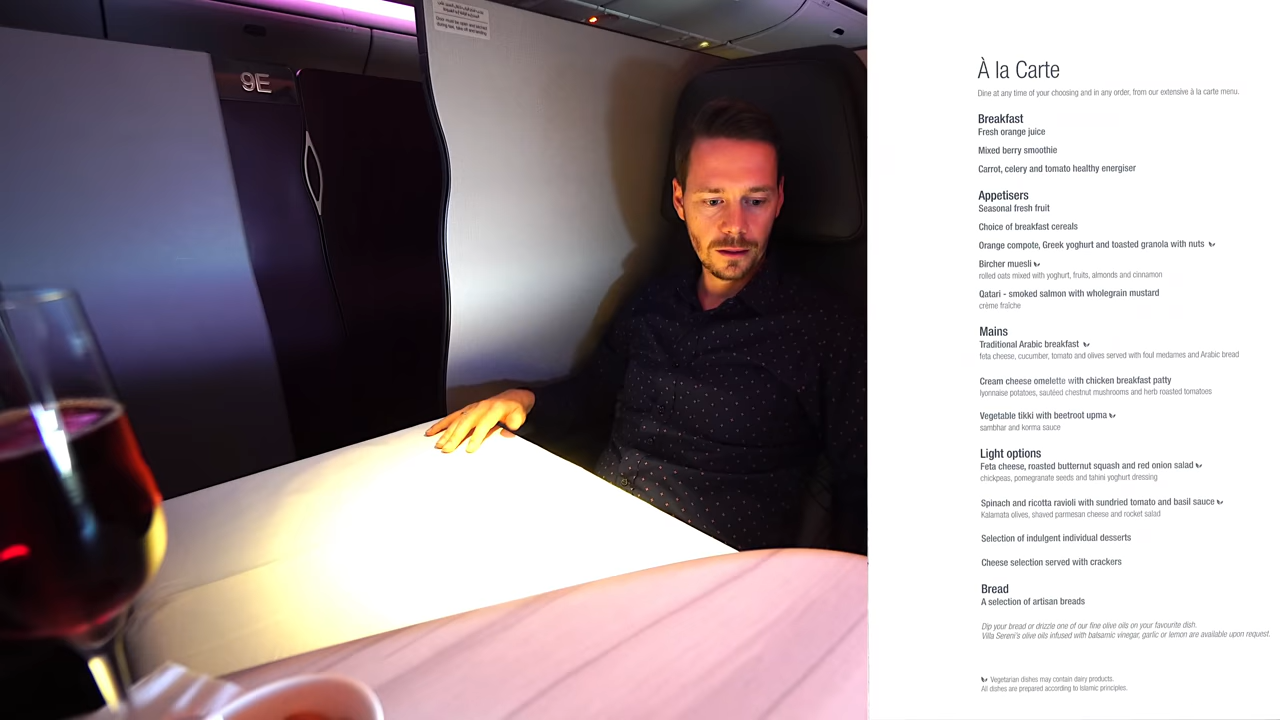 9E
À la Carte
Dine at any time of your choosing and in any order, from our extensive à la carte menu.
Breakfast
Fresh orange juice
Mixed berry smoothie
Carrot, celery and tomato healthy energiser
Appetisers
Seasonal fresh fruit
Choice of breakfast cereals
Orange compote, Greek yoghurt and toasted granola with nuts
Bircher muesli
rolled oats mixed with yoghurt, fruits, almonds and cinnamon
Qatari - smoked salmon with wholegrain mustard
crème fraîche
Mains
Traditional Arabic breakfast
feta cheese, cucumber, tomato and olives served with foul medames and Arabic bread
Cream cheese omelette with chicken breakfast patty
lyonnaise potatoes, sautéed chestnut mushrooms and herb roasted tomatoes
Vegetable tikki with beetroot upma
sambhar and korma sauce
Light options
Feta cheese, roasted butternut squash and red onion salad
chickpeas, pomegranate seeds and tahini yoghurt dressing
Spinach and ricotta ravioli with sundried tomato and basil sauce
Kalamata olives, shaved parmesan cheese and rocket salad
Selection of indulgent individual desserts
Cheese selection served with crackers
Bread
A selection of artisan breads
Dip your bread or drizzle one of our fine olive oils on your favourite dish.
Villa Sereni's olive oils infused with balsamic vinegar, garlic or lemon are available upon request.
Vegetarian dishes may contain dairy products.
All dishes are prepared according to Islamic principles.